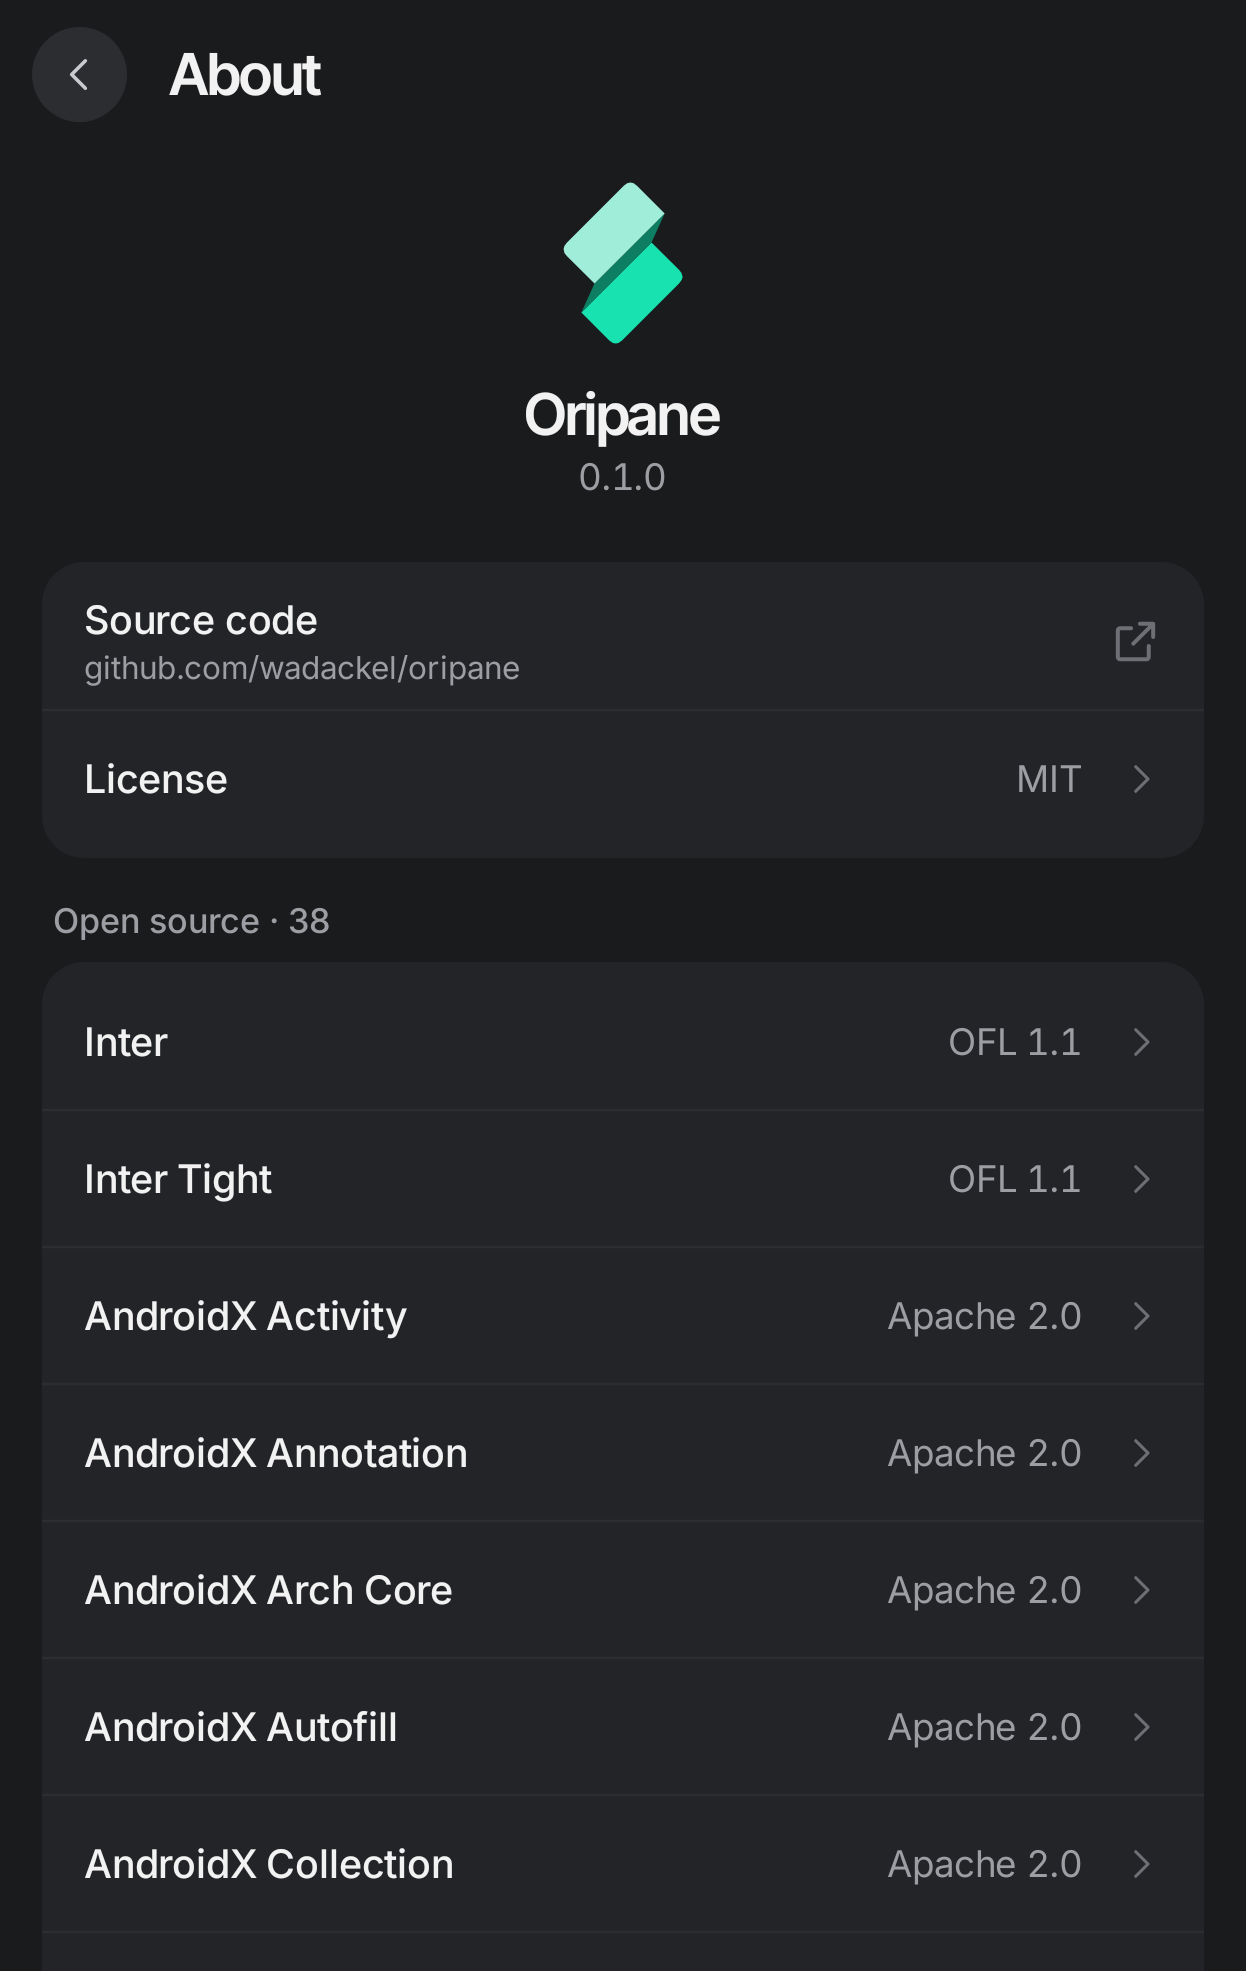 About
Oripane
0.1.0
Source code
github.com/wadackel/oripane
License MIT
Open source · 38
Inter OFL 1.1
Inter Tight OFL 1.1
AndroidX Activity Apache 2.0
AndroidX Annotation Apache 2.0
AndroidX Arch Core Apache 2.0
AndroidX Autofill Apache 2.0
AndroidX Collection Apache 2.0